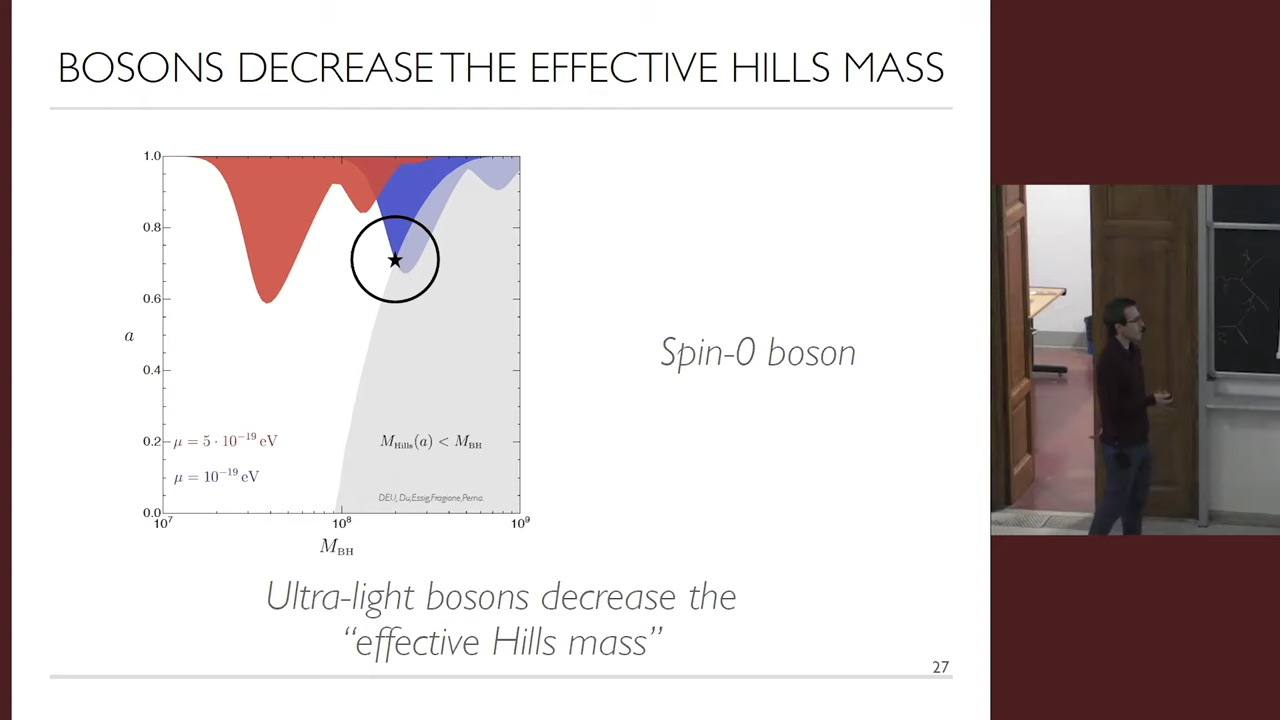 BOSONS DECREASE THE EFFECTIVE HILLS MASS
1.0
0.8
0.6
a
0.4
0.2
μ = 5 · 10⁻¹⁹ eV
M_Hills(a) < M_BH
μ = 10⁻¹⁹ eV
DEU, Du,Essig,Fragione,Perna.
0.0
10⁷
10⁸
10⁹
M_BH
Spin-0 boson
Ultra-light bosons decrease the
“effective Hills mass”
27